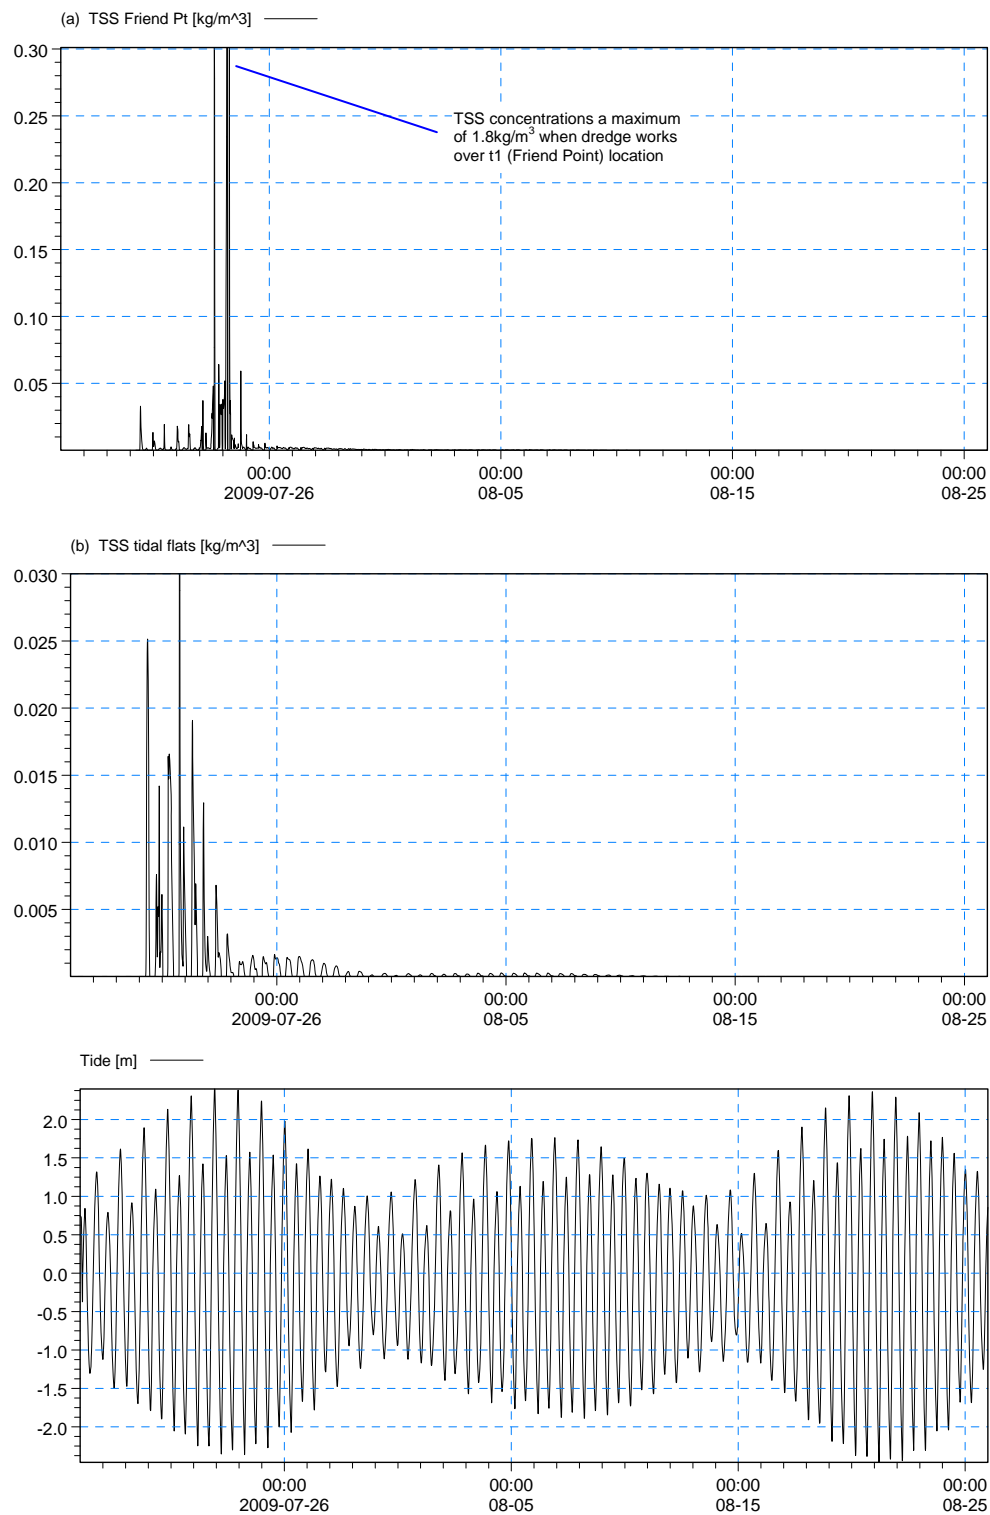 (a) TSS Friend Pt [kg/m^3]
0.30
0.25
0.20
0.15
0.10
0.05
TSS concentrations a maximum
of 1.8kg/m3 when dredge works
over t1 (Friend Point) location
00:00 00:00 00:00 00:00
2009-07-26 08-05 08-15 08-25
(b) TSS tidal flats [kg/m^3]
0.030
0.025
0.020
0.015
0.010
0.005
00:00 00:00 00:00 00:00
2009-07-26 08-05 08-15 08-25
Tide [m]
2.0
1.5
1.0
0.5
0.0
-0.5
-1.0
-1.5
-2.0
00:00 00:00 00:00 00:00
2009-07-26 08-05 08-15 08-25